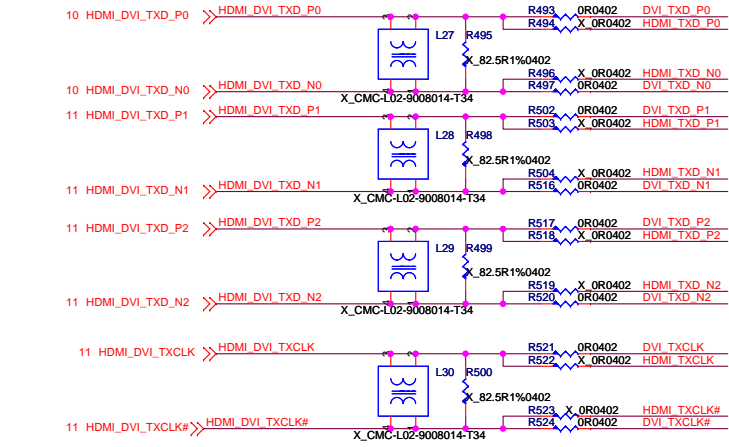 10 HDMI_DVI_TXD_P0 HDMI_DVI_TXD_P0 R493 0R0402 DVI_TXD_P0
R494 X_0R0402 HDMI_TXD_P0
L27 R495
X_82.5R1%0402
R496 X_0R0402 HDMI_TXD_N0
10 HDMI_DVI_TXD_N0 HDMI_DVI_TXD_N0 R497 0R0402 DVI_TXD_N0
X_CMC-L02-9008014-T34
11 HDMI_DVI_TXD_P1 HDMI_DVI_TXD_P1 R502 0R0402 DVI_TXD_P1
R503 X_0R0402 HDMI_TXD_P1
L28 R498
X_82.5R1%0402
R504 X_0R0402 HDMI_TXD_N1
11 HDMI_DVI_TXD_N1 HDMI_DVI_TXD_N1 R516 0R0402 DVI_TXD_N1
X_CMC-L02-9008014-T34
11 HDMI_DVI_TXD_P2 HDMI_DVI_TXD_P2 R517 0R0402 DVI_TXD_P2
R518 X_0R0402 HDMI_TXD_P2
L29 R499
X_82.5R1%0402
R519 X_0R0402 HDMI_TXD_N2
11 HDMI_DVI_TXD_N2 HDMI_DVI_TXD_N2 R520 0R0402 DVI_TXD_N2
X_CMC-L02-9008014-T34
11 HDMI_DVI_TXCLK HDMI_DVI_TXCLK R521 0R0402 DVI_TXCLK
R522 X_0R0402 HDMI_TXCLK
L30 R500
X_82.5R1%0402
R523 X_0R0402 HDMI_TXCLK#
11 HDMI_DVI_TXCLK# HDMI_DVI_TXCLK# R524 0R0402 DVI_TXCLK#
X_CMC-L02-9008014-T34